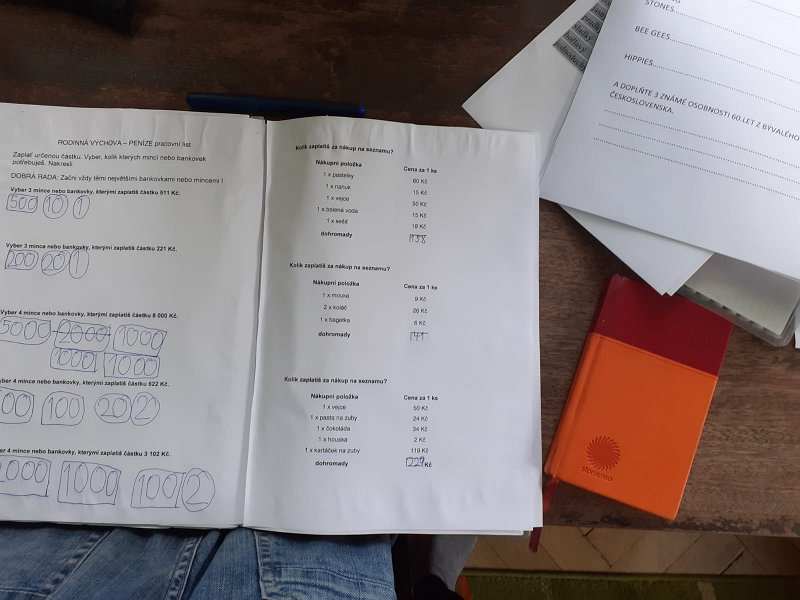 RODINNÁ VÝCHOVA – PENÍZE pracovní list
Zaplať určenou částku. Vyber, kolik kterých mincí nebo bankovek
potřebuješ. Nakresli.
DOBRÁ RADA: Začni vždy těmi největšími bankovkami nebo mincemi !
Vyber 3 mince nebo bankovky, kterými zaplatíš částku 511 Kč.
500 10 1
Vyber 3 mince nebo bankovky, kterými zaplatíš částku 221 Kč.
200 20 1
Vyber 4 mince nebo bankovky, kterými zaplatíš částku 8 000 Kč.
5000 2000 1000
1000 1000
Vyber 4 mince nebo bankovky, kterými zaplatíš částku 622 Kč.
100 20 2
4 mince nebo bankovky, kterými zaplatíš částku 3 102 Kč.
1000 100 2
Kolik zaplatíš za nákup na seznamu?
Nákupní položka Cena za 1 ks
1 x pastelky 60 Kč
1 x nanuk 15 Kč
1 x vejce 50 Kč
1 x balená voda 15 Kč
1 x sešit 18 Kč
dohromady 158
Kolik zaplatíš za nákup na seznamu?
Nákupní položka Cena za 1 ks
1 x mouka 9 Kč
2 x koláč 26 Kč
1 x bagetka 6 Kč
dohromady 41
Kolik zaplatíš za nákup na seznamu?
Nákupní položka Cena za 1 ks
1 x vejce 50 Kč
1 x pasta na zuby 24 Kč
1 x čokoláda 34 Kč
1 x houska 2 Kč
1 x kartáček na zuby 119 Kč
dohromady 229 Kč
STONES
BEE GEES
HIPPIES
A DOPLŇTE 3 ZNÁMÉ OSOBNOSTI 60.LET Z BÝVALÉHO
ČESKOSLOVENSKA.